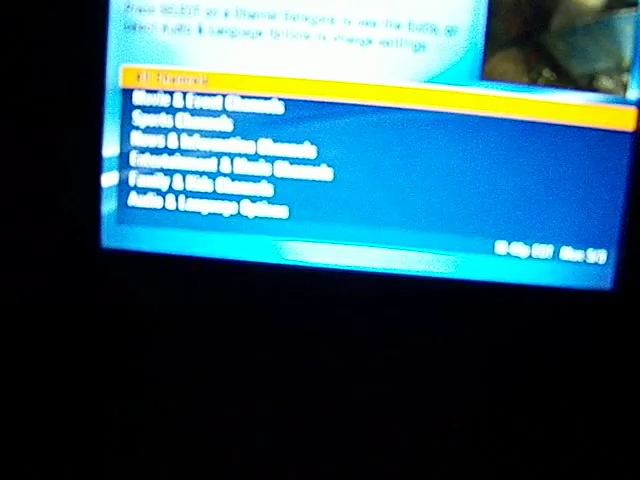 Press SELECT on a Channel Category to see the Guide, or
select Audio & Language Options to change settings.
All Channels
Movie & Event Channels
Sports Channels
News & Information Channels
Entertainment & Music Channels
Family & Kids Channels
Audio & Language Options